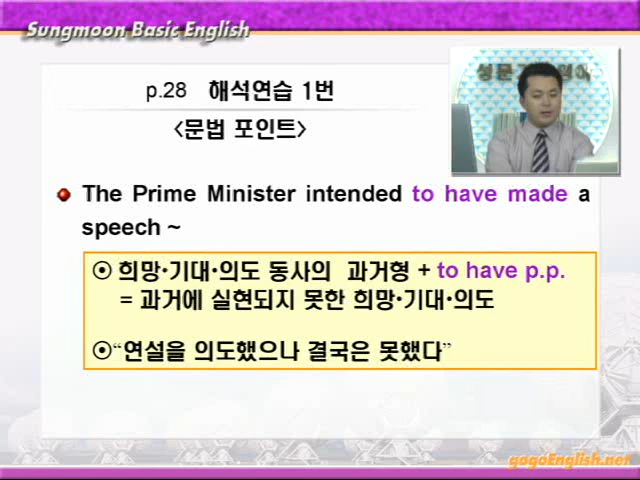 Sungmoon Basic English
p.28 해석연습 1번
<문법 포인트>
The Prime Minister intended to have made a
speech ~
⊙ 희망·기대·의도 동사의 과거형 + to have p.p.
= 과거에 실현되지 못한 희망·기대·의도
⊙“연설을 의도했으나 결국은 못했다”
gogoEnglish.net